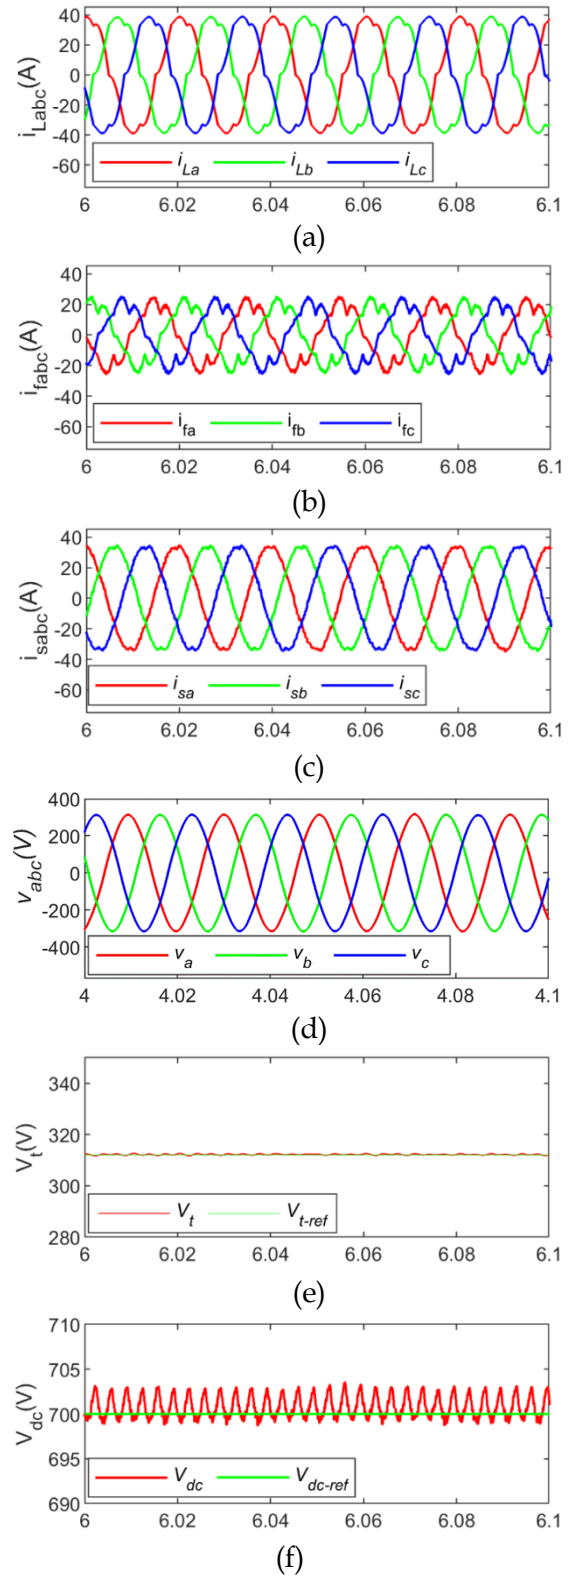 40
20
0
-20
-40
-60
i_Labc(A)
i_La i_Lb i_Lc
6 6.02 6.04 6.06 6.08 6.1
(a)
40
20
0
-20
-40
-60
i_fabc(A)
i_fa i_fb i_fc
6 6.02 6.04 6.06 6.08 6.1
(b)
40
20
0
-20
-40
-60
i_sabc(A)
i_sa i_sb i_sc
6 6.02 6.04 6.06 6.08 6.1
(c)
400
200
0
-200
-400
v_abc(V)
v_a v_b v_c
4 4.02 4.04 4.06 4.08 4.1
(d)
340
320
310
280
V_t(V)
V_t V_t-ref
6 6.02 6.04 6.06 6.08 6.1
(e)
710
705
700
695
690
V_dc(V)
V_dc V_dc-ref
6 6.02 6.04 6.06 6.08 6.1
(f)